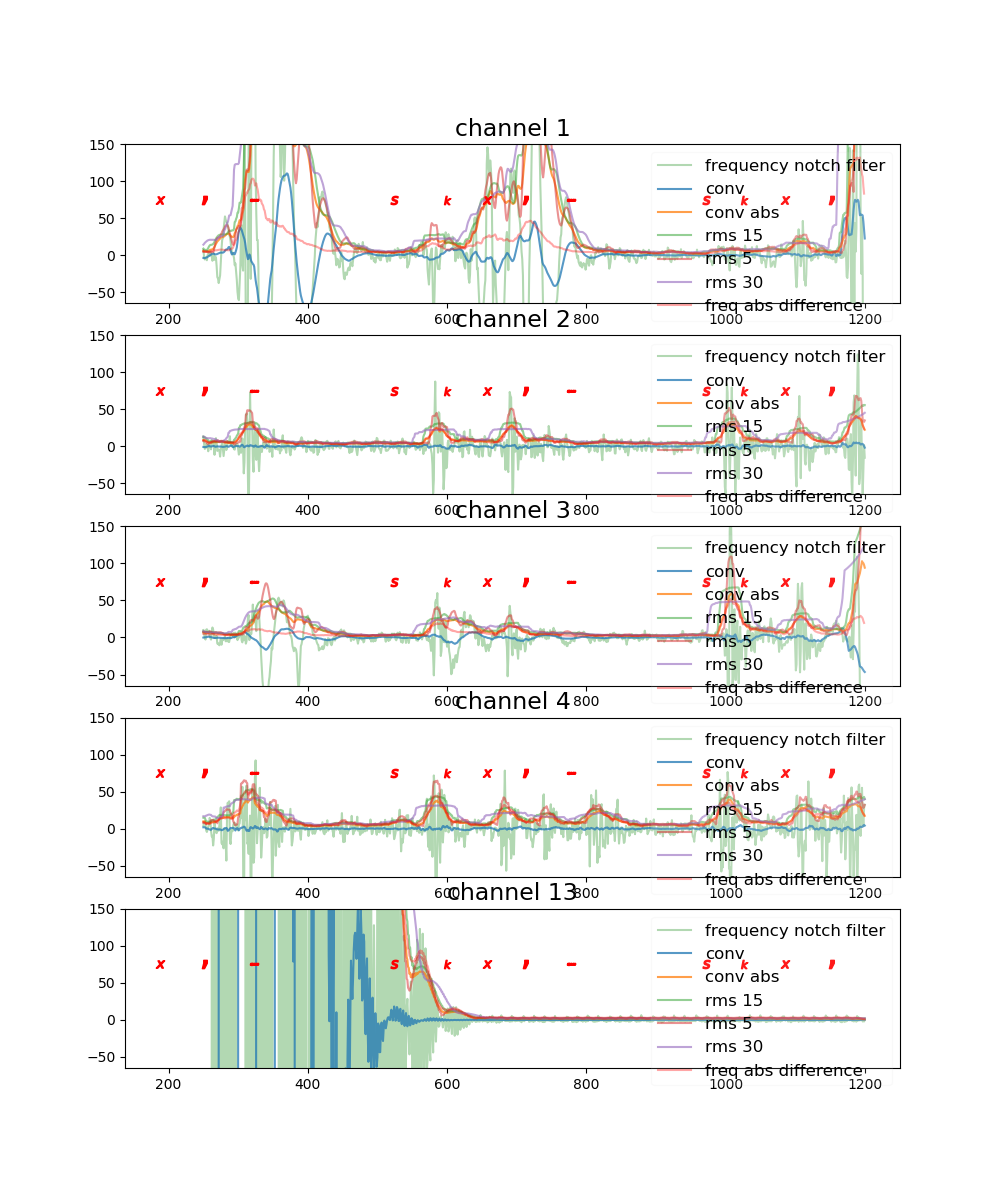 channel 1
150
100
50
0
−50
x , – s k x , – s k x ,
frequency notch filter
conv
conv abs
rms 15
rms 5
rms 30
freq abs difference
200 400 600 800 1000 1200
channel 2
150
100
50
0
−50
x , – s k x , – s k x ,
frequency notch filter
conv
conv abs
rms 15
rms 5
rms 30
freq abs difference
200 400 600 800 1000 1200
channel 3
150
100
50
0
−50
x , – s k x , – s k x ,
frequency notch filter
conv
conv abs
rms 15
rms 5
rms 30
freq abs difference
200 400 600 800 1000 1200
channel 4
150
100
50
0
−50
x , – s k x , – s k x ,
frequency notch filter
conv
conv abs
rms 15
rms 5
rms 30
freq abs difference
200 400 600 800 1000 1200
channel 13
150
100
50
0
−50
x , – s k x , – s k x ,
frequency notch filter
conv
conv abs
rms 15
rms 5
rms 30
freq abs difference
200 400 600 800 1000 1200